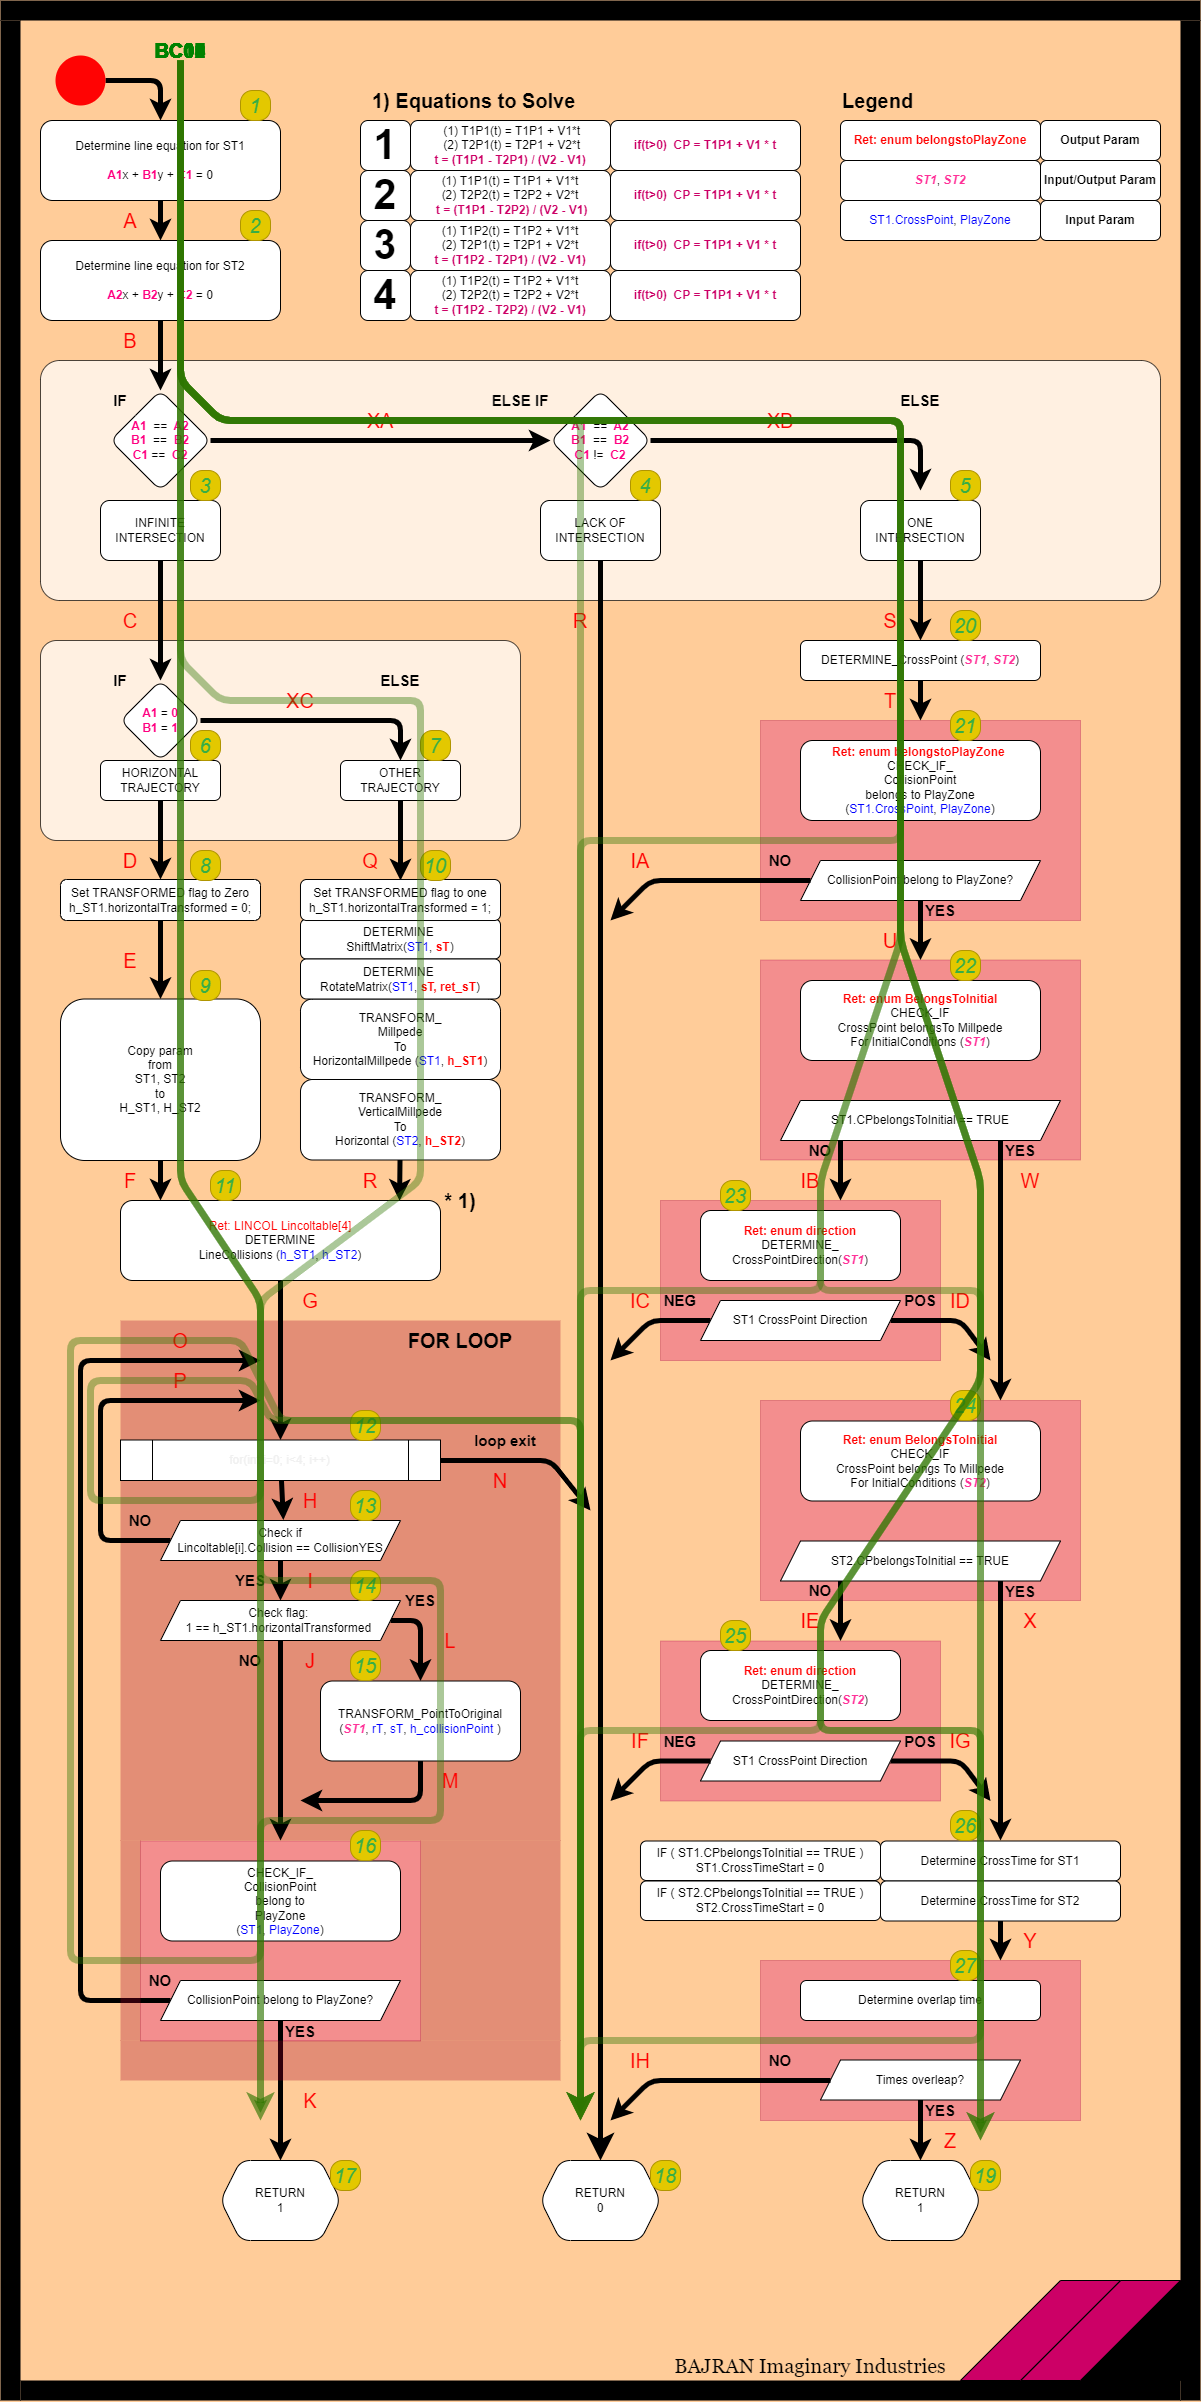 1) Equations to Solve
Legend
1
Determine line equation for ST1
A1x + B1y + C1 = 0
A
2
Determine line equation for ST2
A2x + B2y + C2 = 0
B
1
(1) T1P1(t) = T1P1 + V1*t
(2) T2P1(t) = T2P1 + V2*t
t = (T1P1 - T2P1) / (V2 - V1)
if(t>0)  CP = T1P1 + V1 * t
2
(1) T1P1(t) = T1P1 + V1*t
(2) T2P2(t) = T2P2 + V2*t
t = (T1P1 - T2P2) / (V2 - V1)
if(t>0)  CP = T1P1 + V1 * t
3
(1) T1P2(t) = T1P2 + V1*t
(2) T2P1(t) = T2P1 + V2*t
t = (T1P2 - T2P1) / (V2 - V1)
if(t>0)  CP = T1P1 + V1 * t
4
(1) T1P2(t) = T1P2 + V1*t
(2) T2P2(t) = T2P2 + V2*t
t = (T1P2 - T2P2) / (V2 - V1)
if(t>0)  CP = T1P1 + V1 * t
Ret: enum belongstoPlayZone
Output Param
ST1, ST2
Input/Output Param
ST1.CrossPoint, PlayZone
Input Param
IF
A1 == A2
B1 == B2
C1 == C2
XA
ELSE IF
A1 == A2
B1 == B2
C1 != C2
XB
ELSE
3
INFINITE
INTERSECTION
4
LACK OF
INTERSECTION
5
ONE
INTERSECTION
C
R
S
IF
A1 = 0
B1 = 1
XC
ELSE
6
HORIZONTAL
TRAJECTORY
7
OTHER
TRAJECTORY
20
DETERMINE_CrossPoint (ST1, ST2)
T
21
Ret: enum belongstoPlayZone
CHECK_IF_
CollisionPoint
belongs to PlayZone
(ST1.CrossPoint, PlayZone)
IA
NO
CollisionPoint belong to PlayZone?
YES
U
D
8
Set TRANSFORMED flag to Zero
h_ST1.horizontalTransformed = 0;
E
9
Copy param
from
ST1, ST2
to
H_ST1, H_ST2
F
Q
10
Set TRANSFORMED flag to one
h_ST1.horizontalTransformed = 1;
DETERMINE
ShiftMatrix(ST1, sT)
DETERMINE
RotateMatrix(ST1, sT, ret_sT)
TRANSFORM_
Millpede
To
HorizontalMillpede (ST1, h_ST1)
TRANSFORM_
VerticalMillpede
To
Horizontal (ST2, h_ST2)
R
22
Ret: enum BelongsToInitial
CHECK_IF
CrossPoint belongsTo Millpede
For InitialConditions (ST1)
ST1.CPbelongsToInitial == TRUE
NO
YES
IB
W
11
* 1)
Ret: LINCOL Lincoltable[4]
DETERMINE
LineCollisions (h_ST1, h_ST2)
G
23
Ret: enum direction
DETERMINE_
CrossPointDirection(ST1)
IC
NEG
ST1 CrossPoint Direction
POS
ID
FOR LOOP
O
P
12
loop exit
N
H
13
NO
Check if
Lincoltable[i].Collision == CollisionYES
YES
I
14
Check flag:
1 == h_ST1.horizontalTransformed
YES
NO
J
L
15
TRANSFORM_PointToOriginal
(ST1, rT, sT, h_collisionPoint )
M
24
Ret: enum BelongsToInitial
CHECK_IF
CrossPoint belongs To Millpede
For InitialConditions (ST2)
ST2.CPbelongsToInitial == TRUE
NO
YES
IE
X
25
Ret: enum direction
DETERMINE_
CrossPointDirection(ST2)
IF
NEG
ST1 CrossPoint Direction
POS
IG
16
CHECK_IF_
CollisionPoint
belong to
PlayZone
(ST1, PlayZone)
NO
CollisionPoint belong to PlayZone?
YES
K
26
IF ( ST1.CPbelongsToInitial == TRUE )
ST1.CrossTimeStart = 0
Determine CrossTime for ST1
IF ( ST2.CPbelongsToInitial == TRUE )
ST2.CrossTimeStart = 0
Determine CrossTime for ST2
Y
27
Determine overlap time
IH
NO
Times overleap?
YES
Z
17
RETURN
1
18
RETURN
0
19
RETURN
1
BAJRAN Imaginary Industries